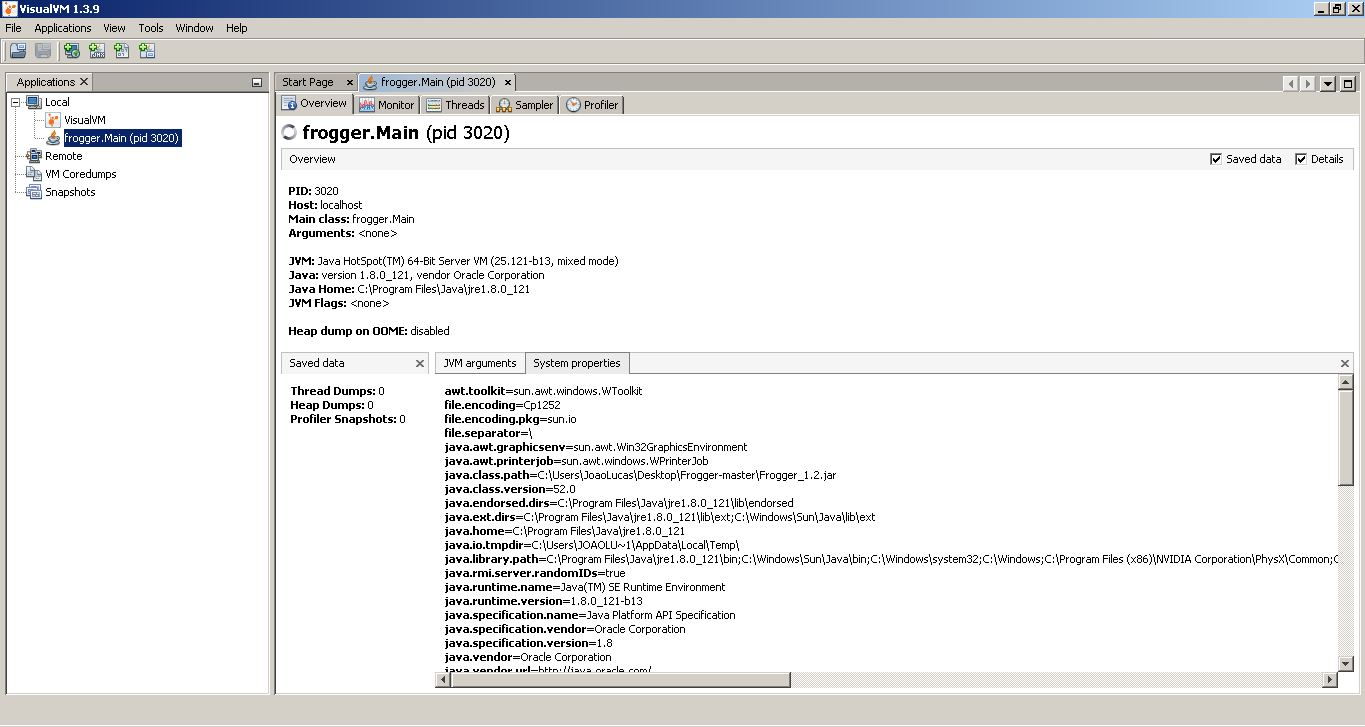 VisualVM 1.3.9
File Applications View Tools Window Help
Applications
Start Page
frogger.Main (pid 3020)
Local
VisualVM
frogger.Main (pid 3020)
Remote
VM Coredumps
Snapshots
Overview Monitor Threads Sampler Profiler
frogger.Main (pid 3020)
Overview
Saved data Details
PID: 3020
Host: localhost
Main class: frogger.Main
Arguments: <none>
JVM: Java HotSpot(TM) 64-Bit Server VM (25.121-b13, mixed mode)
Java: version 1.8.0_121, vendor Oracle Corporation
Java Home: C:\Program Files\Java\jre1.8.0_121
JVM Flags: <none>
Heap dump on OOME: disabled
Saved data
Thread Dumps: 0
Heap Dumps: 0
Profiler Snapshots: 0
JVM arguments System properties
awt.toolkit=sun.awt.windows.WToolkit
file.encoding=Cp1252
file.encoding.pkg=sun.io
file.separator=\
java.awt.graphicsenv=sun.awt.Win32GraphicsEnvironment
java.awt.printerjob=sun.awt.windows.WPrinterJob
java.class.path=C:\Users\JoaoLucas\Desktop\Frogger-master\Frogger_1.2.jar
java.class.version=52.0
java.endorsed.dirs=C:\Program Files\Java\jre1.8.0_121\lib\endorsed
java.ext.dirs=C:\Program Files\Java\jre1.8.0_121\lib\ext;C:\Windows\Sun\Java\lib\ext
java.home=C:\Program Files\Java\jre1.8.0_121
java.io.tmpdir=C:\Users\JOAOLU~1\AppData\Local\Temp\
java.library.path=C:\Program Files\Java\jre1.8.0_121\bin;C:\Windows\Sun\Java\bin;C:\Windows\system32;C:\Windows;C:\Program Files (x86)\NVIDIA Corporation\PhysX\Common;C
java.rmi.server.randomIDs=true
java.runtime.name=Java(TM) SE Runtime Environment
java.runtime.version=1.8.0_121-b13
java.specification.name=Java Platform API Specification
java.specification.vendor=Oracle Corporation
java.specification.version=1.8
java.vendor=Oracle Corporation
java.vendor.url=http://java.oracle.com/